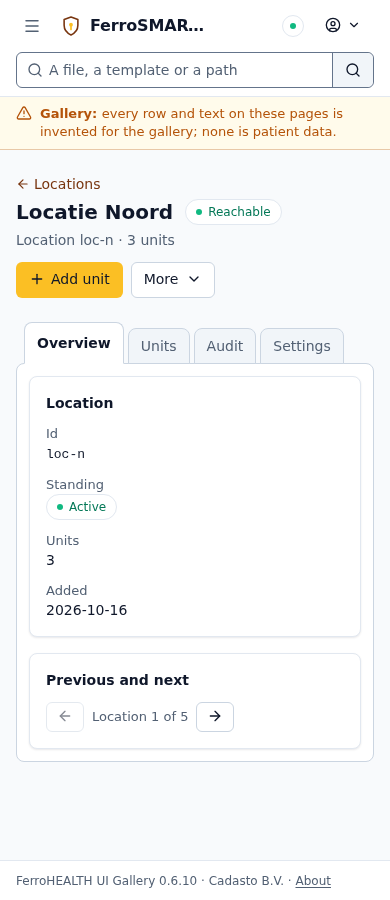 FerroSMAR...
A file, a template or a path
Gallery: every row and text on these pages is
invented for the gallery; none is patient data.
Locations
Locatie Noord Reachable
Location loc-n · 3 units
Add unit More
Overview Units Audit Settings
Location
Id
loc-n
Standing
Active
Units
3
Added
2026-10-16
Previous and next
Location 1 of 5
FerroHEALTH UI Gallery 0.6.10 · Cadasto B.V. · About